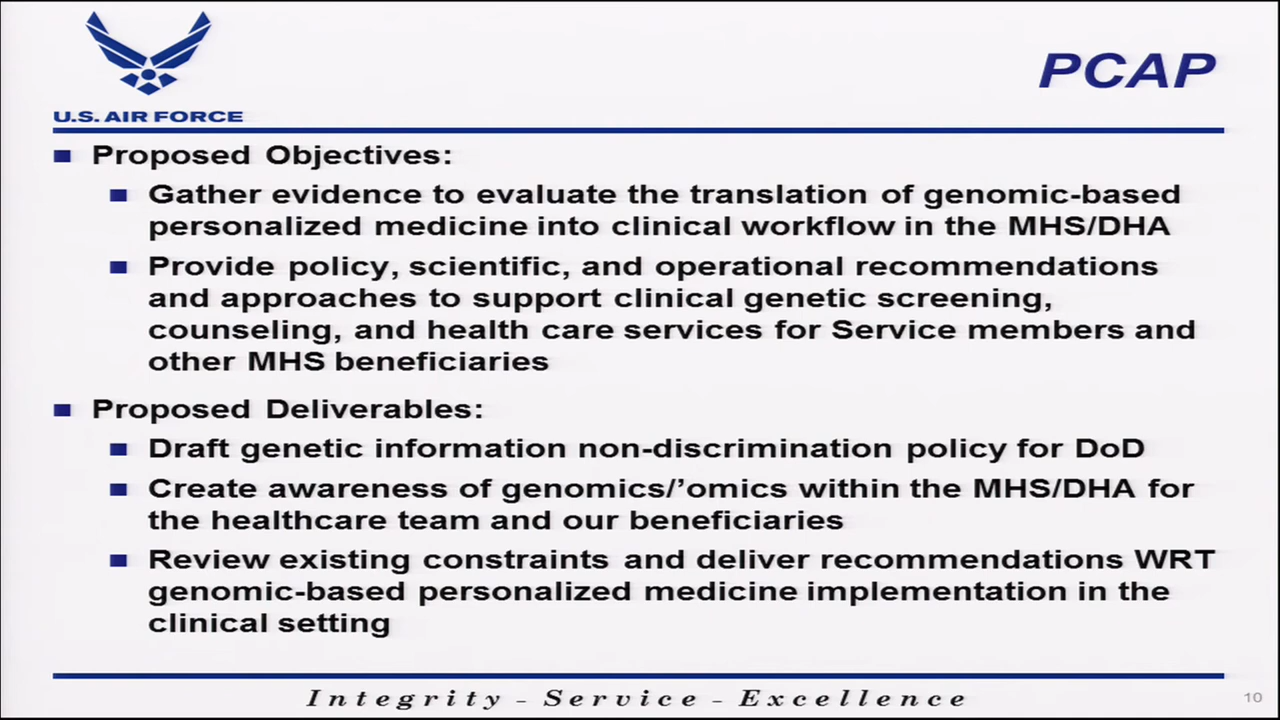 U.S. AIR FORCE
PCAP
Proposed Objectives:
Gather evidence to evaluate the translation of genomic-based
personalized medicine into clinical workflow in the MHS/DHA
Provide policy, scientific, and operational recommendations
and approaches to support clinical genetic screening,
counseling, and health care services for Service members and
other MHS beneficiaries
Proposed Deliverables:
Draft genetic information non-discrimination policy for DoD
Create awareness of genomics/’omics within the MHS/DHA for
the healthcare team and our beneficiaries
Review existing constraints and deliver recommendations WRT
genomic-based personalized medicine implementation in the
clinical setting
Integrity - Service - Excellence
10